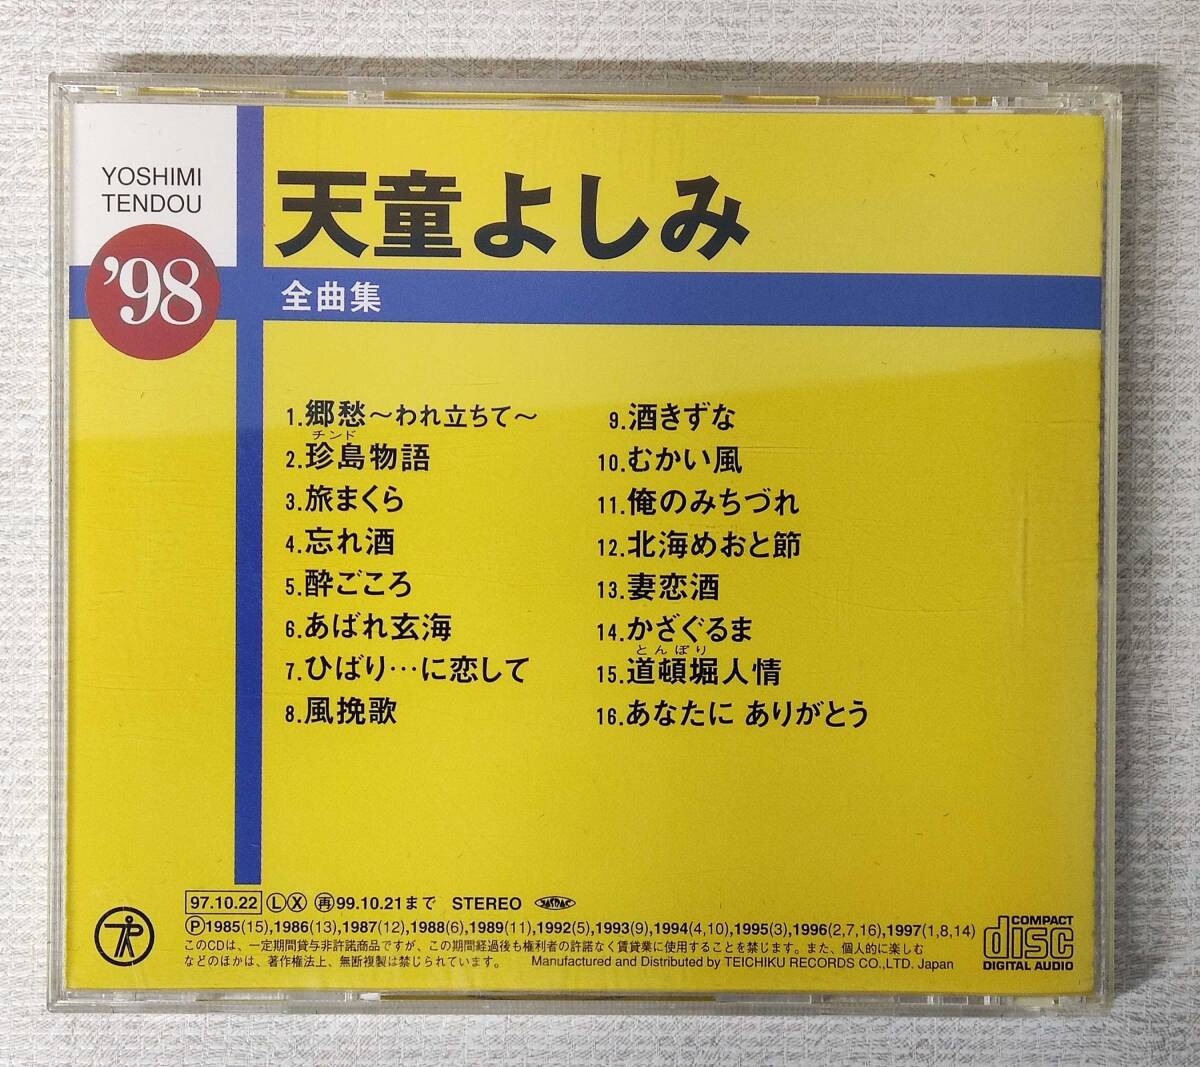 YOSHIMI
TENDOU
'98
天童よしみ
全曲集
1.郷愁～われ立ちて～
チンド
2.珍島物語
3.旅まくら
4.忘れ酒
5.酔ごころ
6.あばれ玄海
7.ひばり…に恋して
8.風挽歌
9.酒きずな
10.むかい風
11.俺のみちづれ
12.北海めおと節
13.妻恋酒
14.かざぐるま
とんぼり
15.道頓堀人情
16.あなたに ありがとう
97.10.22 Ⓛ Ⓧ ㊢99.10.21まで STEREO JASRAC
Ⓟ1985(15),1986(13),1987(12),1988(6),1989(11),1992(5),1993(9),1994(4,10),1995(3),1996(2,7,16),1997(1,8,14)
このCDは、一定期間貸与非許諾商品ですが、この期間経過後も権利者の許諾なく賃貸業に使用することを禁じます。また、個人的に楽しむ
などのほかは、著作権法上、無断複製は禁じられています。 Manufactured and Distributed by TEICHIKU RECORDS CO.,LTD. Japan
COMPACT
disc
DIGITAL AUDIO